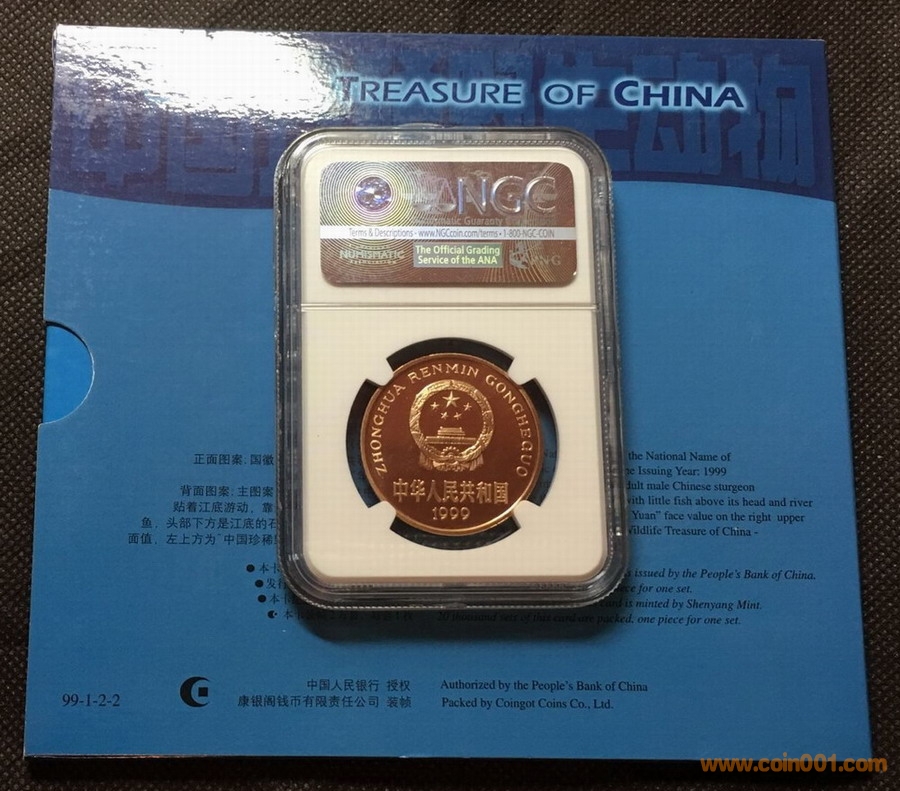 TREASURE OF CHINA
NGC
Terms & Descriptions - www.NGCcoin.com/terms • 1-800-NGC-COIN
NUMISMATIC
The Official Grading
Service of the ANA
PNG
ZHONGHUA RENMIN GONGHEGUO
中华人民共和国
1999
正面图案:国徽
the National Name of
Issuing Year: 1999
背面图案:主图案
adult male Chinese sturgeon
贴着江底游动,靠
with little fish above its head and river
鱼,头部下方是江底的石
Yuan” face value on the right upper
面值,左上方为“中国珍稀
Wildlife Treasure of China -
issued by the People's Bank of China.
piece for one set.
card is minted by Shenyang Mint.
20 thousand sets of this card are packed, one piece for one set.
99-1-2-2
中国人民银行 授权
Authorized by the People's Bank of China
康银阁钱币有限责任公司 装帧
Packed by Coingot Coins Co., Ltd.
www.coin001.com